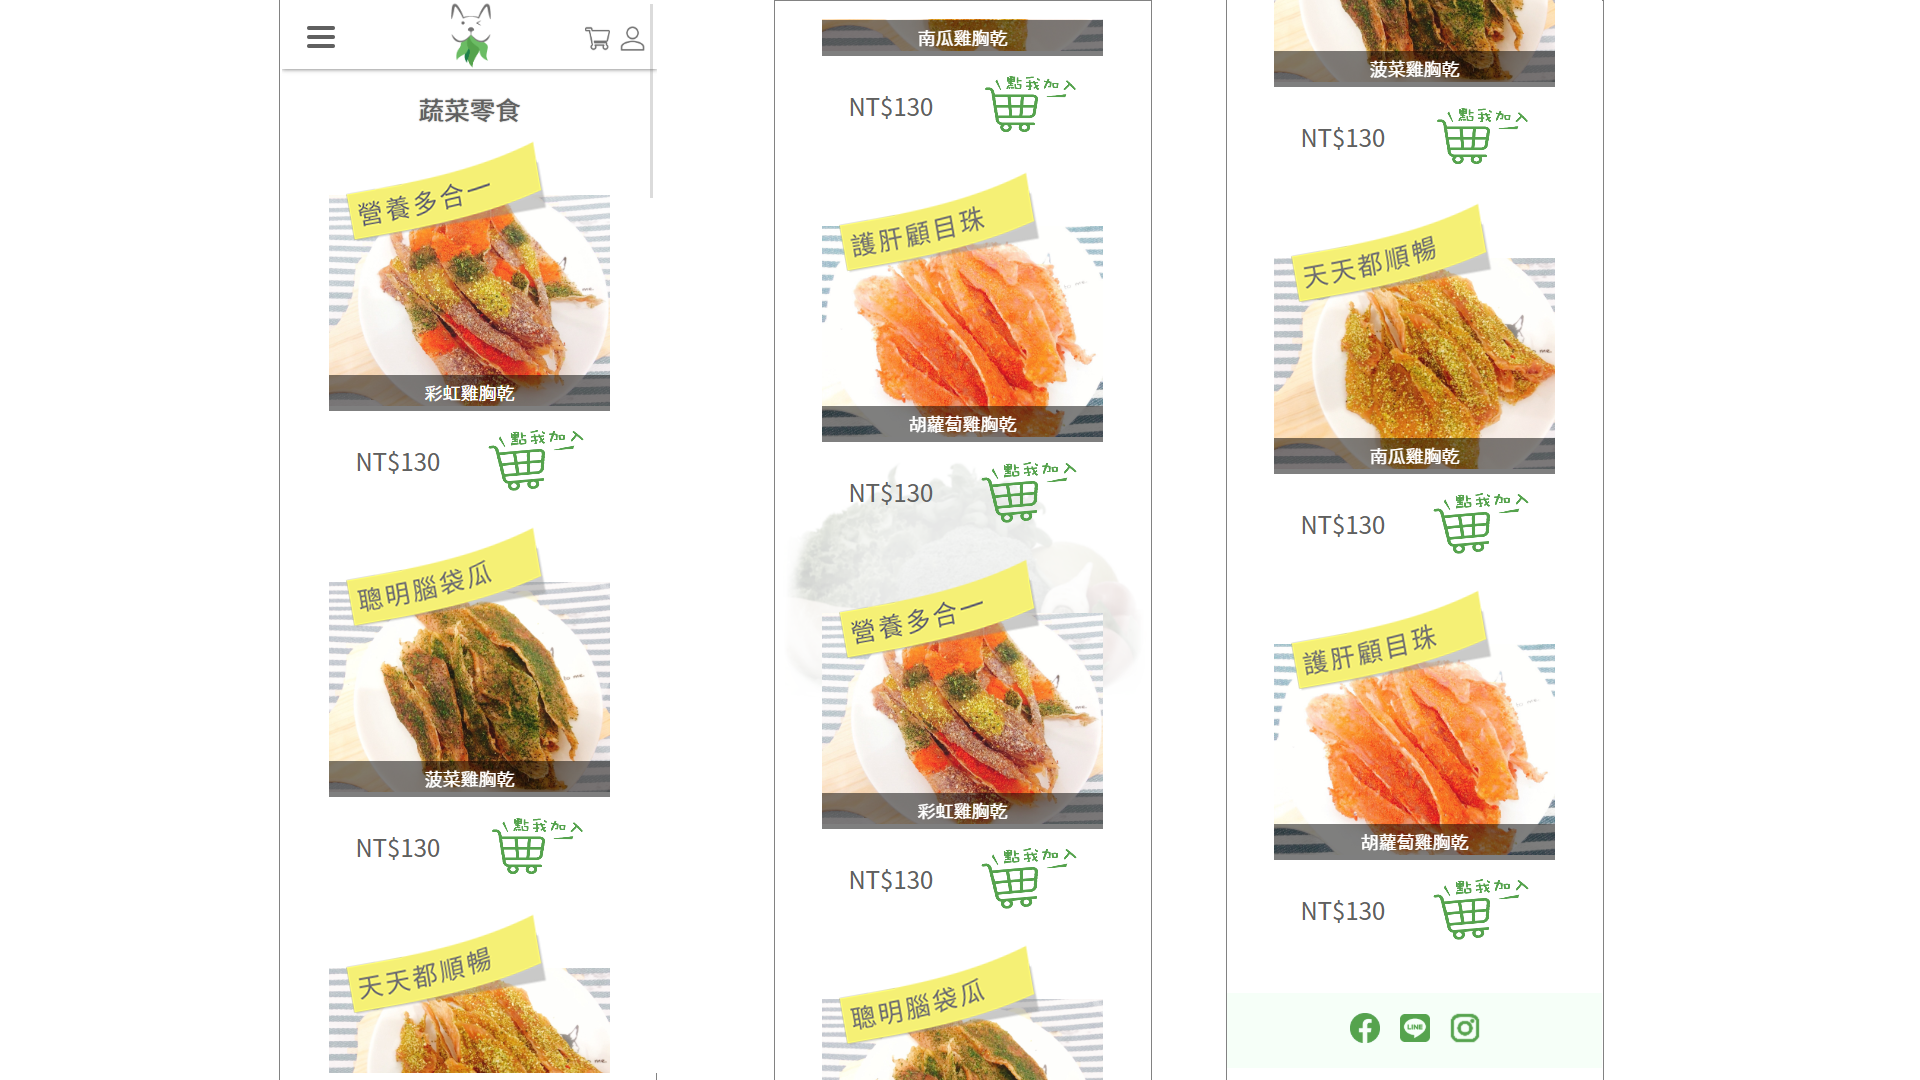 蔬菜零食
營養多合一
彩虹雞胸乾
NT$130
點我加入
聰明腦袋瓜
菠菜雞胸乾
NT$130
點我加入
天天都順暢
南瓜雞胸乾
NT$130
點我加入
護肝顧目珠
胡蘿蔔雞胸乾
NT$130
點我加入
營養多合一
彩虹雞胸乾
NT$130
點我加入
聰明腦袋瓜
菠菜雞胸乾
NT$130
點我加入
天天都順暢
南瓜雞胸乾
NT$130
點我加入
護肝顧目珠
胡蘿蔔雞胸乾
NT$130
點我加入
LINE